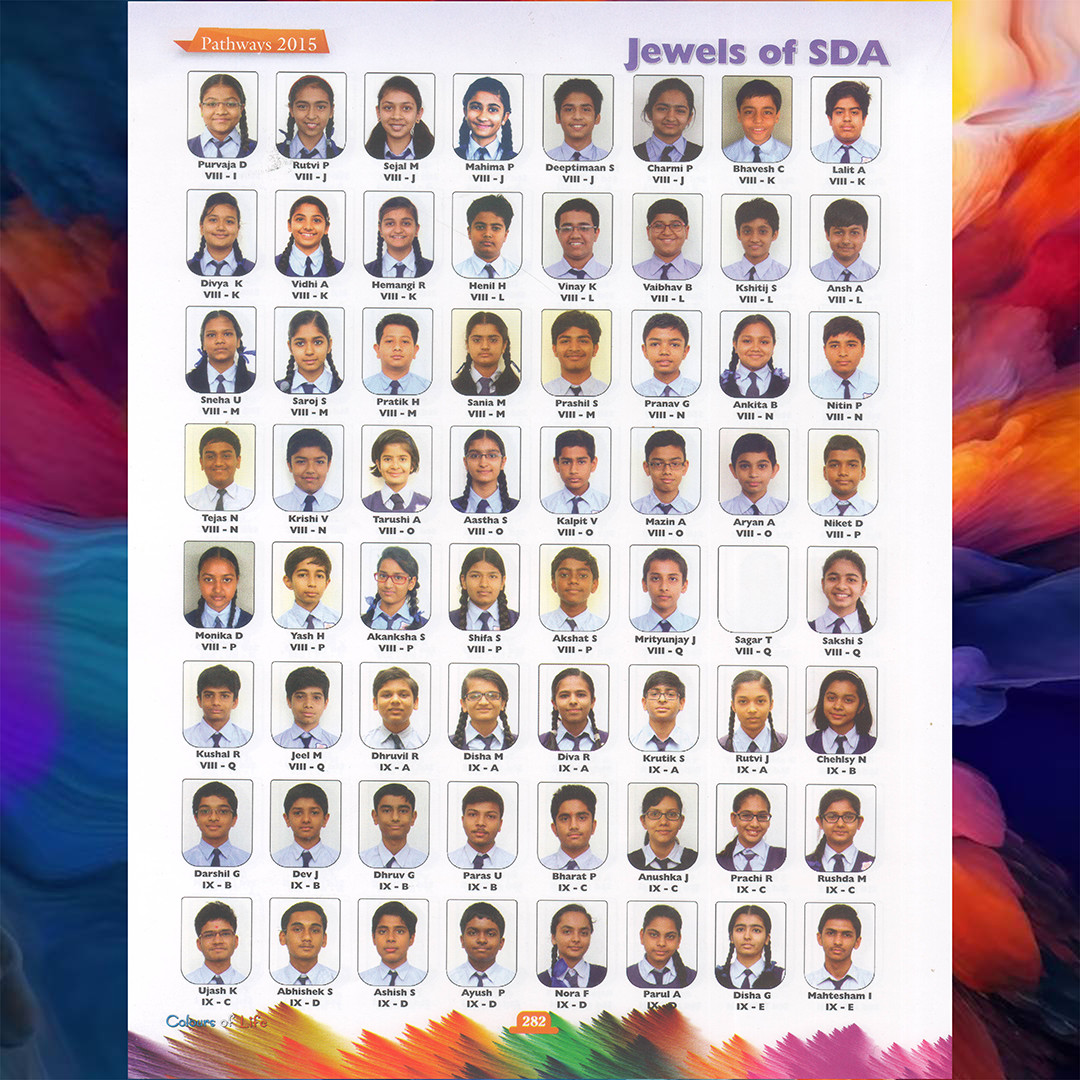 Pathways 2015
Jewels of SDA
Purvaja D Rutvi P Sejal M Mahima P Deeptimaan S Charmi P Bhavesh C Lalit A
VIII - I VIII - J VIII - J VIII - J VIII - J VIII - J VIII - K VIII - K
Divya K Vidhi A Hemangi R Henil H Vinay K Vaibhav B Kshitij S Ansh A
VIII - K VIII - K VIII - K VIII - L VIII - L VIII - L VIII - L VIII - L
Sneha U Saroj S Pratik H Sania M Prashil S Pranav G Ankita B Nitin P
VIII - M VIII - M VIII - M VIII - M VIII - M VIII - N VIII - N VIII - N
Tejas N Krishi V Tarushi A Aastha S Kalpit V Mazin A Aryan A Niket D
VIII - N VIII - N VIII - O VIII - O VIII - O VIII - O VIII - O VIII - P
Monika D Yash H Akanksha S Shifa S Akshat S Mrityunjay J Sagar T Sakshi S
VIII - P VIII - P VIII - P VIII - P VIII - P VIII - Q VIII - Q VIII - Q
Kushal R Jeel M Dhruvil R Disha M Diva R Krutik S Rutvi J Chehlsy N
VIII - Q VIII - Q IX - A IX - A IX - A IX - A IX - A IX - B
Darshil G Dev J Dhruv G Paras U Bharat P Anushka J Prachi R Rushda M
IX - B IX - B IX - B IX - B IX - C IX - C IX - C IX - C
Ujash K Abhishek S Ashish S Ayush P Nora F Parul A Disha G Mahtesham I
IX - C IX - D IX - D IX - D IX - D IX - D IX - E IX - E
Colours of Life
282